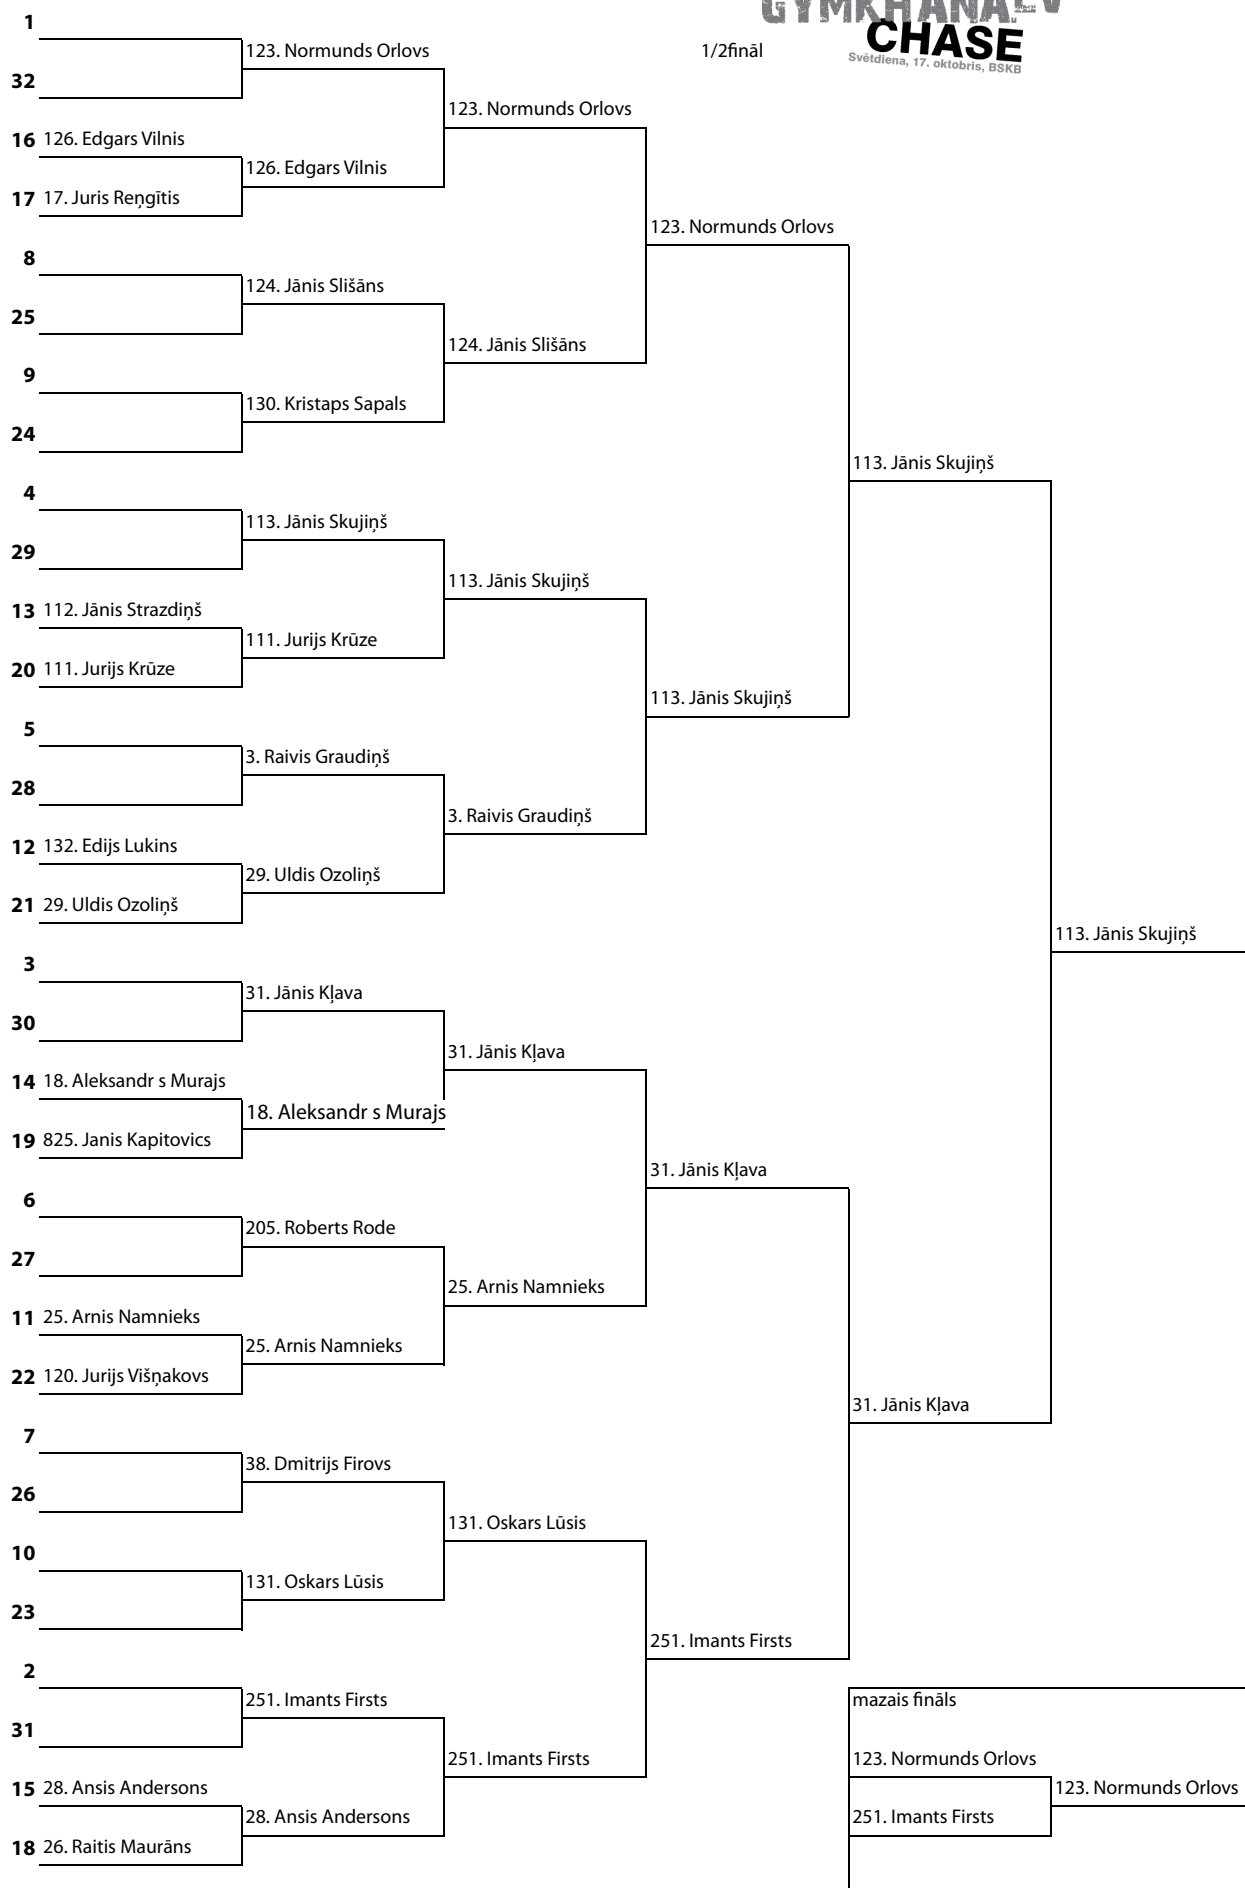 GYMKHANA.LV
CHASE
Svētdiena, 17. oktobris, BSKB
1/2fināl
1
123. Normunds Orlovs
32
123. Normunds Orlovs
16 126. Edgars Vilnis
126. Edgars Vilnis
17 17. Juris Reņgītis
123. Normunds Orlovs
8
124. Jānis Slišāns
25
124. Jānis Slišāns
9
130. Kristaps Sapals
24
113. Jānis Skujiņš
4
113. Jānis Skujiņš
29
113. Jānis Skujiņš
13 112. Jānis Strazdiņš
111. Jurijs Krūze
20 111. Jurijs Krūze
113. Jānis Skujiņš
5
3. Raivis Graudiņš
28
3. Raivis Graudiņš
12 132. Edijs Lukins
29. Uldis Ozoliņš
21 29. Uldis Ozoliņš
113. Jānis Skujiņš
3
31. Jānis Kļava
30
31. Jānis Kļava
14 18. Aleksandr s Murajs
18. Aleksandr s Murajs
19 825. Janis Kapitovics
31. Jānis Kļava
6
205. Roberts Rode
27
25. Arnis Namnieks
11 25. Arnis Namnieks
25. Arnis Namnieks
22 120. Jurijs Višņakovs
31. Jānis Kļava
7
38. Dmitrijs Firovs
26
131. Oskars Lūsis
10
131. Oskars Lūsis
23
251. Imants Firsts
2
251. Imants Firsts
mazais fināls
31
251. Imants Firsts
123. Normunds Orlovs
15 28. Ansis Andersons
123. Normunds Orlovs
28. Ansis Andersons
251. Imants Firsts
18 26. Raitis Maurāns